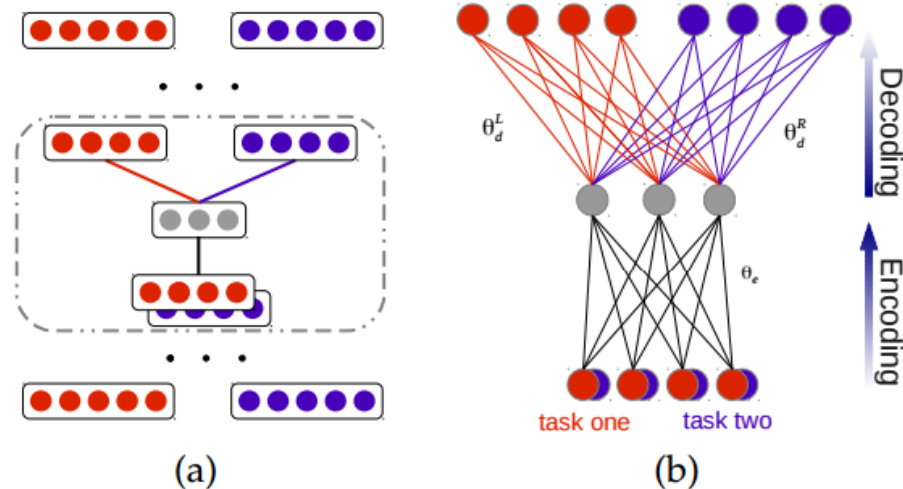 θ_d^L
θ_d^R
Decoding
θ_e
Encoding
task one
task two
(a)
(b)